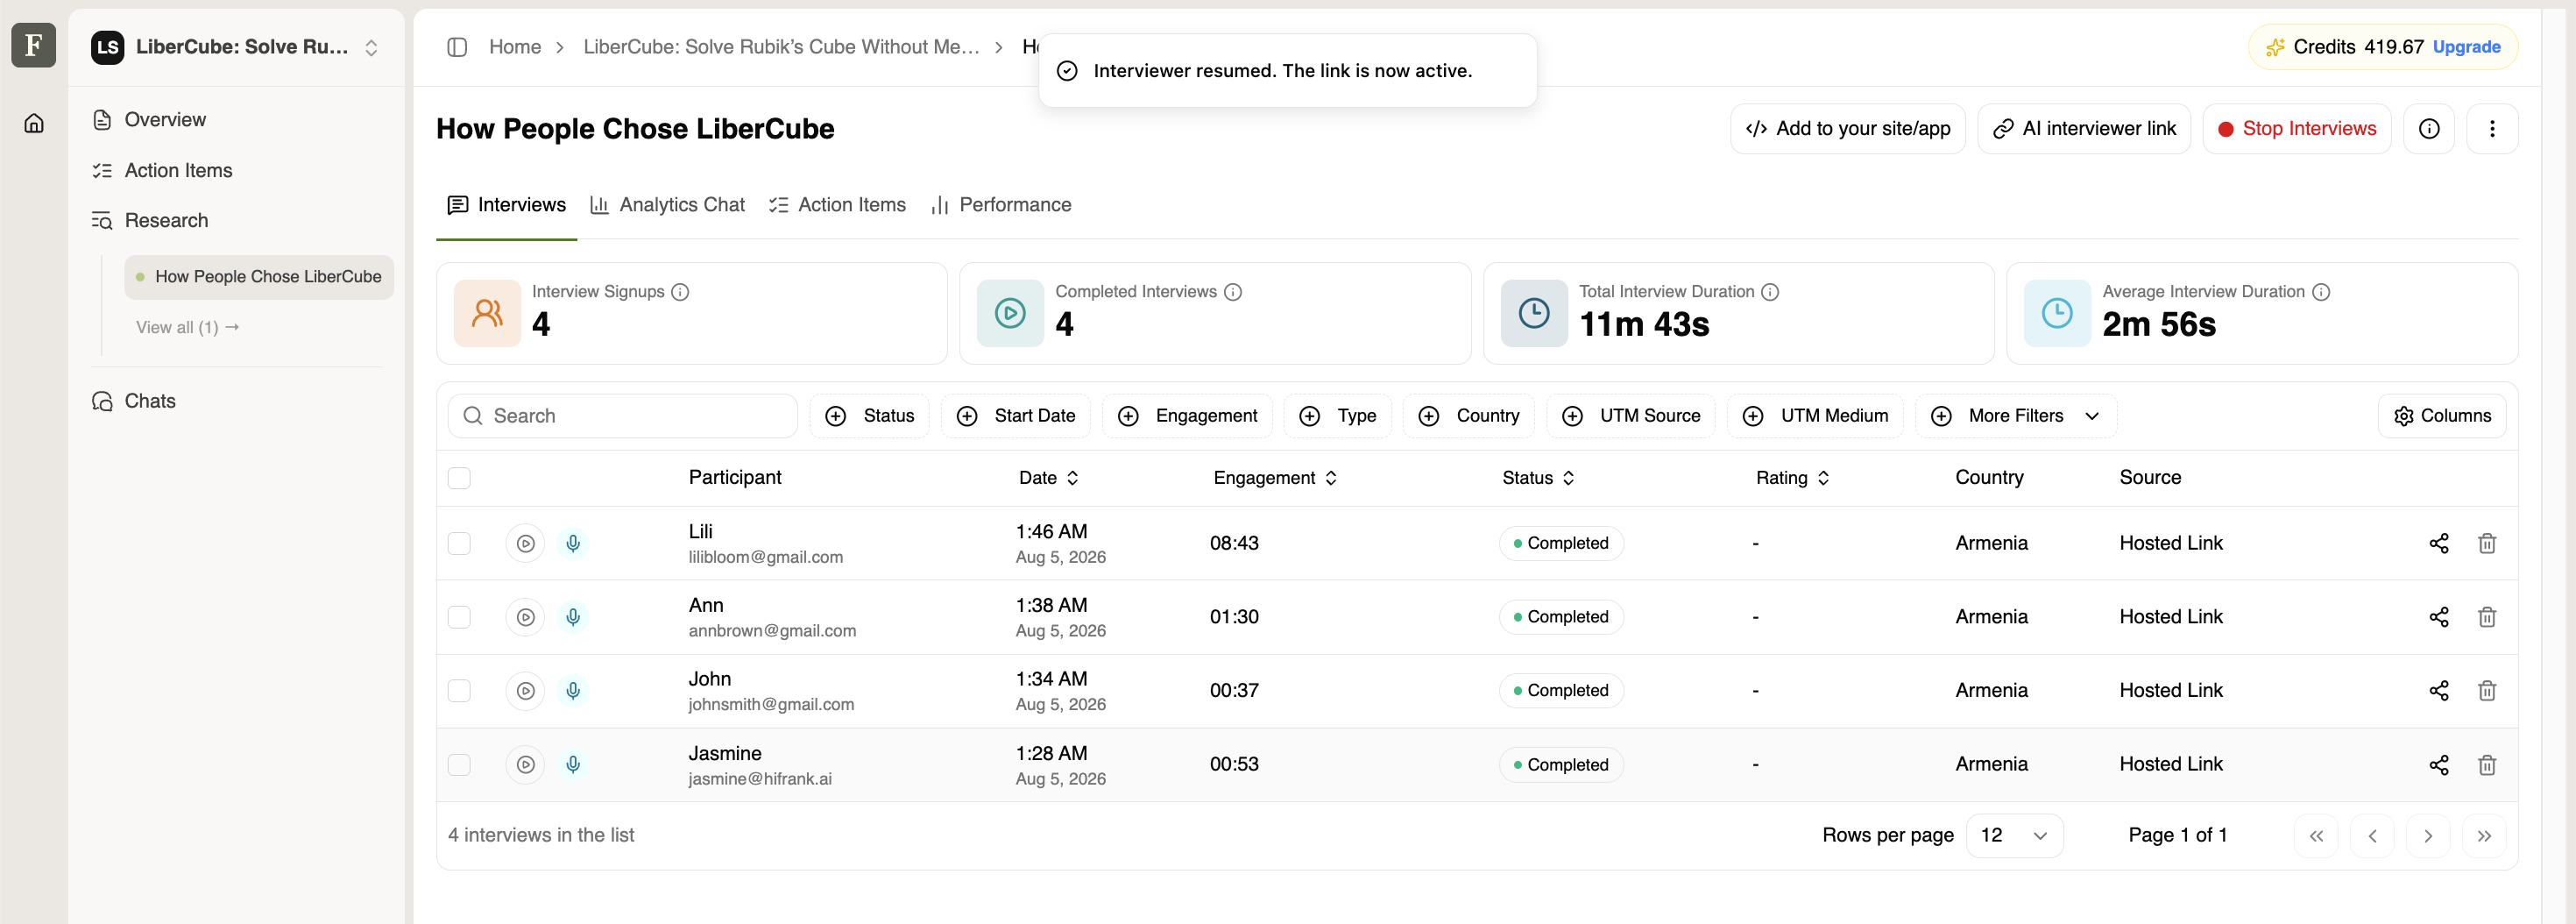 F
LS LiberCube: Solve Ru...
Home > LiberCube: Solve Rubik's Cube Without Me... > H
Interviewer resumed. The link is now active.
Credits 419.67 Upgrade
Overview
Action Items
Research
How People Chose LiberCube
View all (1) →
Chats
How People Chose LiberCube
</> Add to your site/app
AI interviewer link
Stop Interviews
Interviews
Analytics Chat
Action Items
Performance
Interview Signups
4
Completed Interviews
4
Total Interview Duration
11m 43s
Average Interview Duration
2m 56s
Search
Status
Start Date
Engagement
Type
Country
UTM Source
UTM Medium
More Filters
Columns
Participant Date Engagement Status Rating Country Source
Lili 1:46 AM 08:43 Completed - Armenia Hosted Link
lilibloom@gmail.com Aug 5, 2026
Ann 1:38 AM 01:30 Completed - Armenia Hosted Link
annbrown@gmail.com Aug 5, 2026
John 1:34 AM 00:37 Completed - Armenia Hosted Link
johnsmith@gmail.com Aug 5, 2026
Jasmine 1:28 AM 00:53 Completed - Armenia Hosted Link
jasmine@hifrank.ai Aug 5, 2026
4 interviews in the list
Rows per page 12
Page 1 of 1